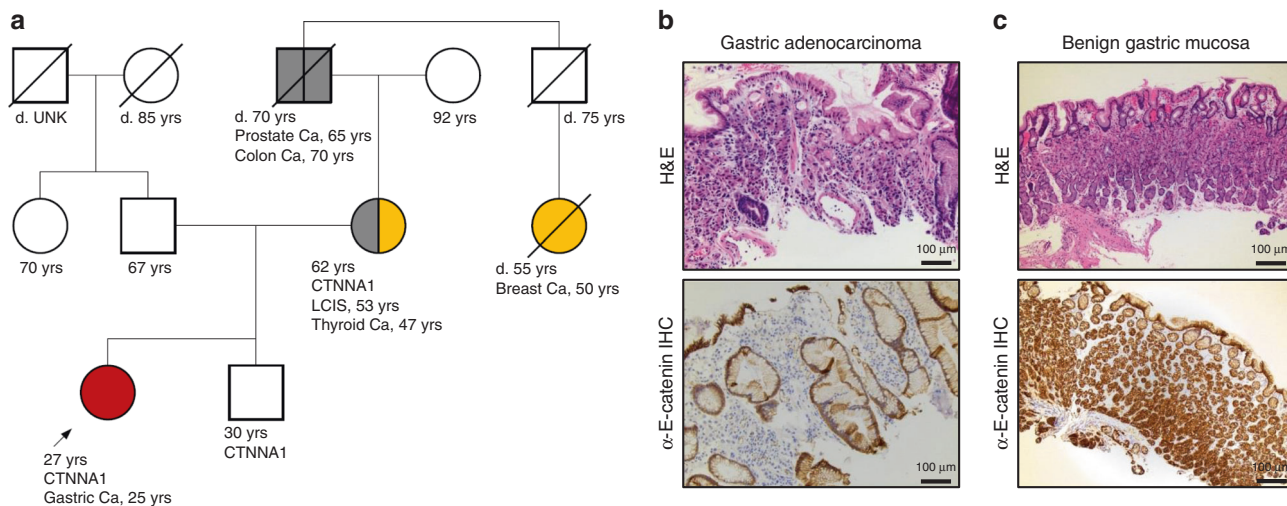 a
d. UNK
d. 85 yrs
d. 70 yrs
Prostate Ca, 65 yrs
Colon Ca, 70 yrs
92 yrs
d. 75 yrs
70 yrs
67 yrs
62 yrs
CTNNA1
LCIS, 53 yrs
Thyroid Ca, 47 yrs
d. 55 yrs
Breast Ca, 50 yrs
27 yrs
CTNNA1
Gastric Ca, 25 yrs
30 yrs
CTNNA1
b
Gastric adenocarcinoma
H&E
100 μm
α-E-catenin IHC
100 μm
c
Benign gastric mucosa
H&E
100 μm
α-E-catenin IHC
100 μm